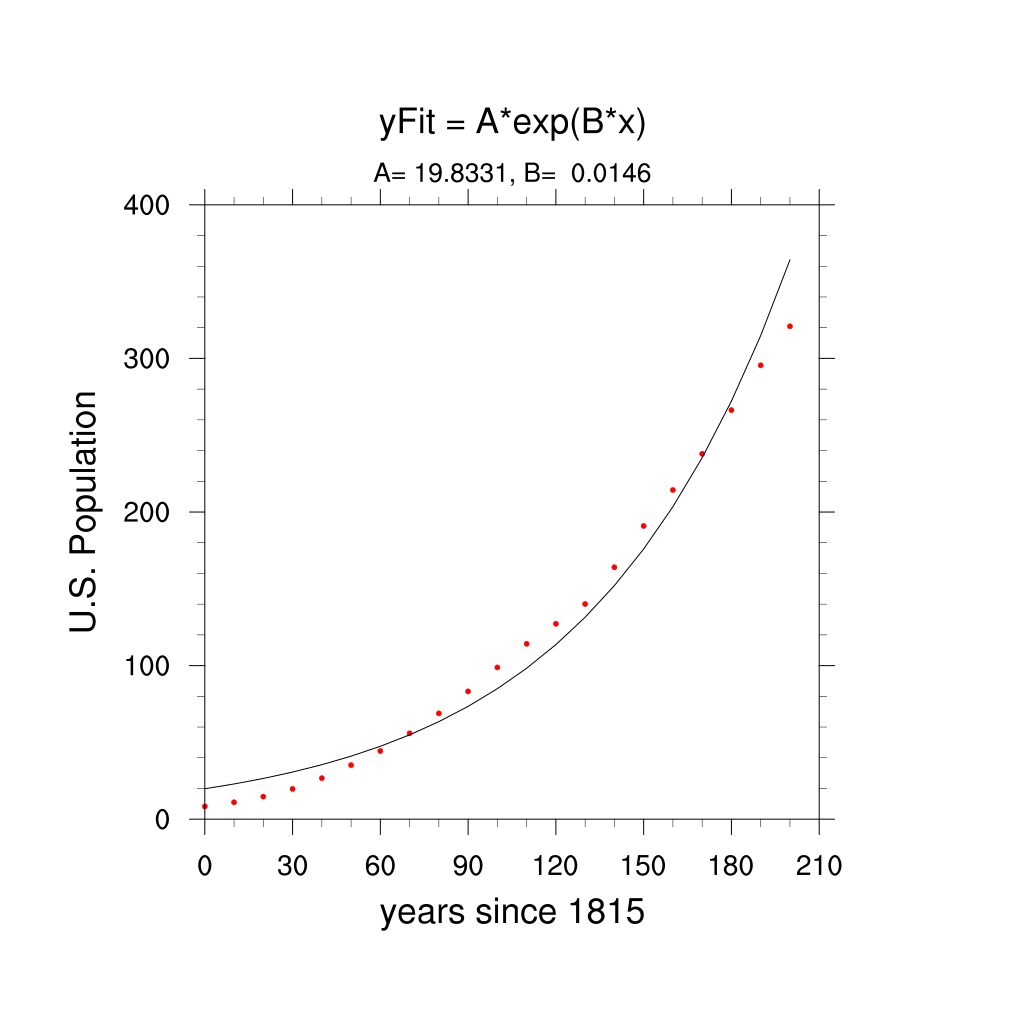 yFit = A*exp(B*x)
A= 19.8331, B=  0.0146
400
300
200
100
0
U.S. Population
0 30 60 90 120 150 180 210
years since 1815